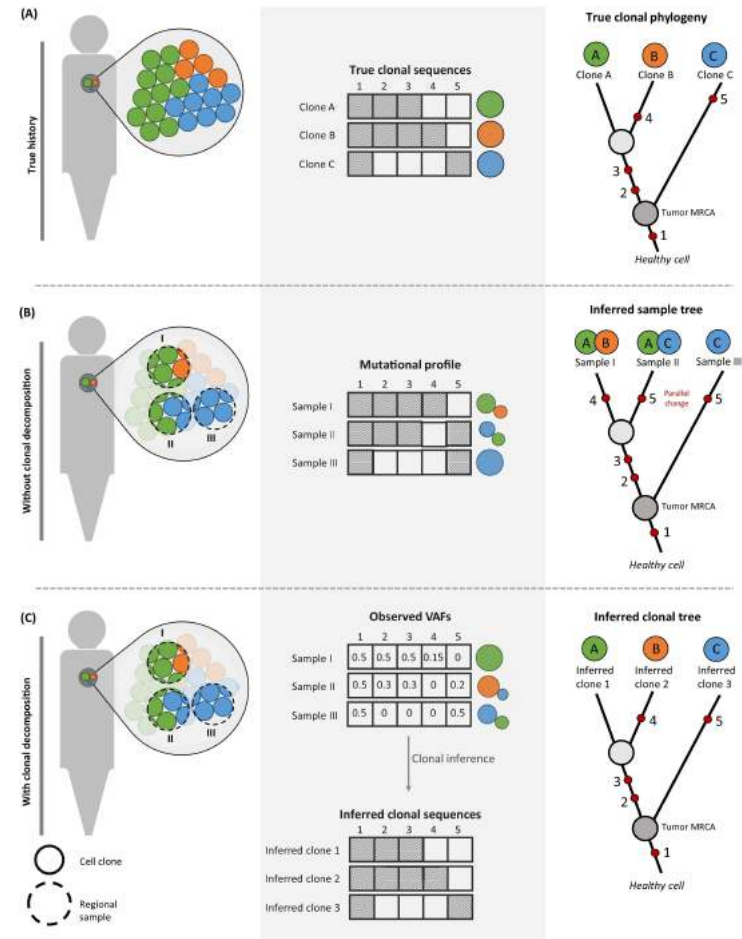 (A)
True history
True clonal sequences
1 2 3 4 5
Clone A
Clone B
Clone C
True clonal phylogeny
A B C
Clone A Clone B Clone C
5
4
3
2
Tumor MRCA
1
Healthy cell
(B)
Without clonal decomposition
I
II III
Mutational profile
1 2 3 4 5
Sample I
Sample II
Sample III
Inferred sample tree
A B A C C
Sample I Sample II Sample III
4 5 Parallel 5
change
3
2
Tumor MRCA
1
Healthy cell
(C)
With clonal decomposition
I
II III
Cell clone
Regional
sample
Observed VAFs
1 2 3 4 5
Sample I 0.5 0.5 0.5 0.15 0
Sample II 0.5 0.3 0.3 0 0.2
Sample III 0.5 0 0 0 0.5
Clonal inference
Inferred clonal sequences
1 2 3 4 5
Inferred clone 1
Inferred clone 2
Inferred clone 3
Inferred clonal tree
A B C
Inferred Inferred Inferred
clone 1 clone 2 clone 3
4 5
3
2
Tumor MRCA
1
Healthy cell